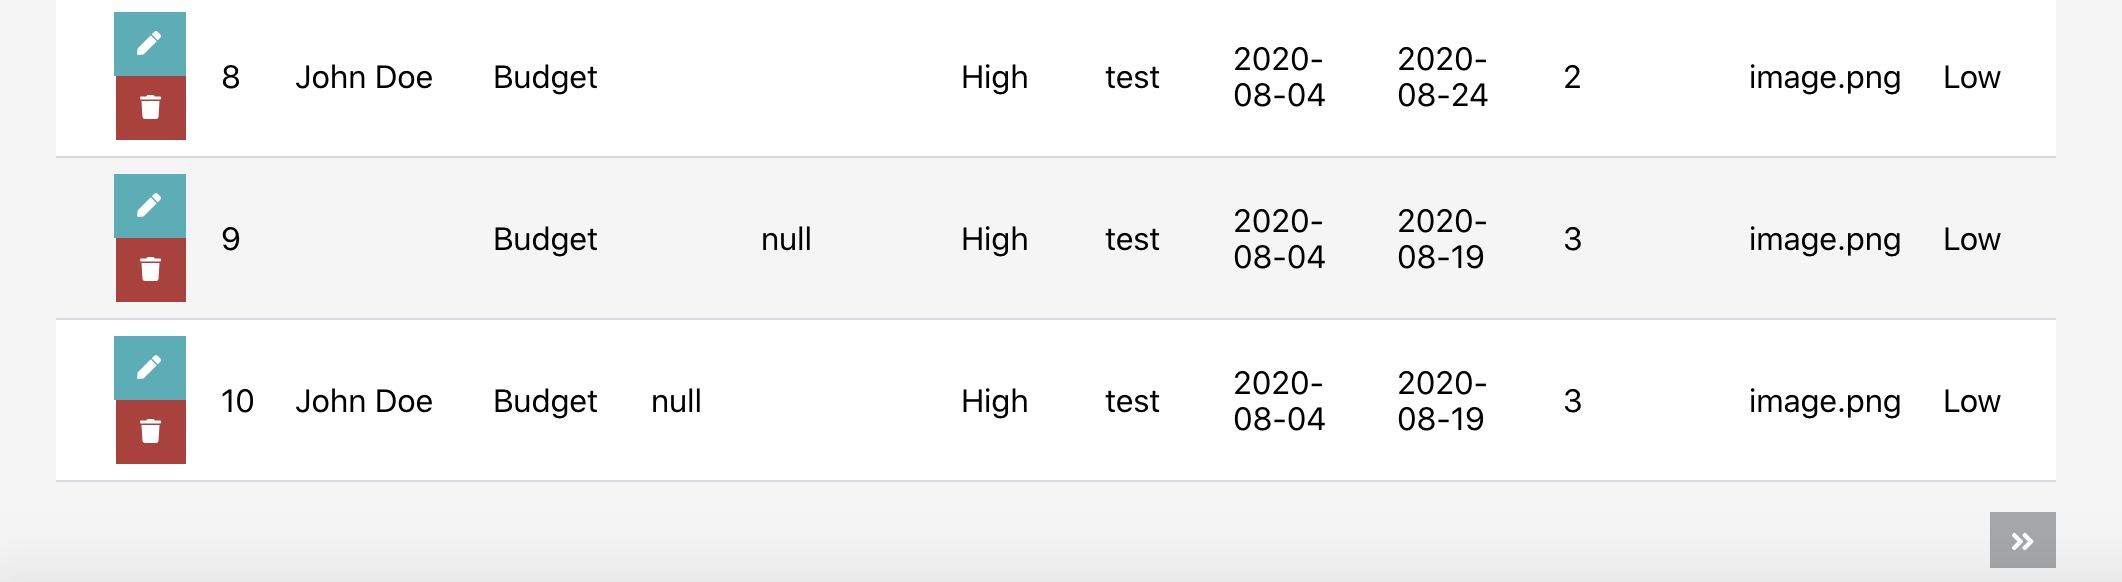 8 John Doe Budget High test 2020-08-04 2020-08-24 2 image.png Low
9 Budget null High test 2020-08-04 2020-08-19 3 image.png Low
10 John Doe Budget null High test 2020-08-04 2020-08-19 3 image.png Low